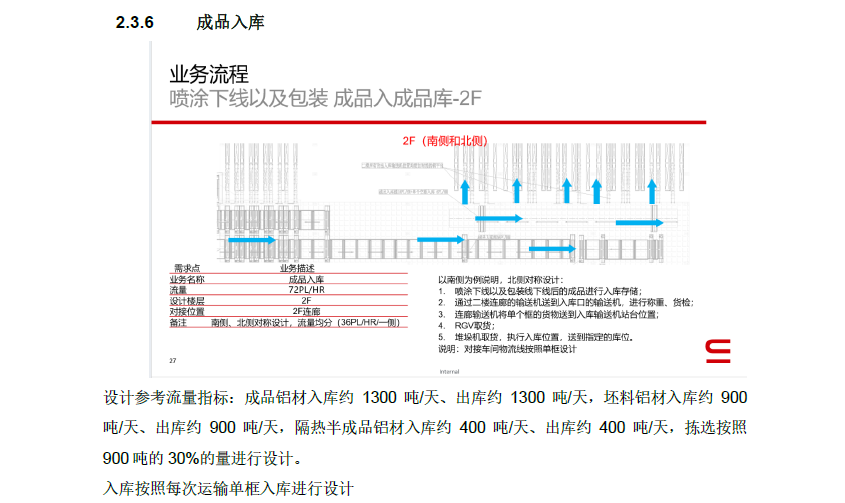 2.3.6 成品入库
业务流程
喷涂下线以及包装 成品入成品库-2F
2F（南侧和北侧）
需求点 业务描述
业务名称 成品入库
流量 72PL/HR
设计楼层 2F
对接位置 2F连廊
备注 南侧、北侧对称设计，流量均分（36PL/HR/一侧）
以南侧为例说明，北侧对称设计：
1. 喷涂下线以及包装线下线后的成品进行入库存储；
2. 通过二楼连廊的输送机送到入库口的输送机，进行称重、货检；
3. 连廊输送机将单个框的货物送到入库输送机站台位置；
4. RGV取货；
5. 堆垛机取货，执行入库位置，送到指定的库位。
说明：对接车间物流线按照单框设计
27
Internal
设计参考流量指标：成品铝材入库约 1300 吨/天、出库约 1300 吨/天，坯料铝材入库约 900
吨/天、出库约 900 吨/天，隔热半成品铝材入库约 400 吨/天、出库约 400 吨/天，拣选按照
900 吨的 30%的量进行设计。
入库按照每次运输单框入库进行设计